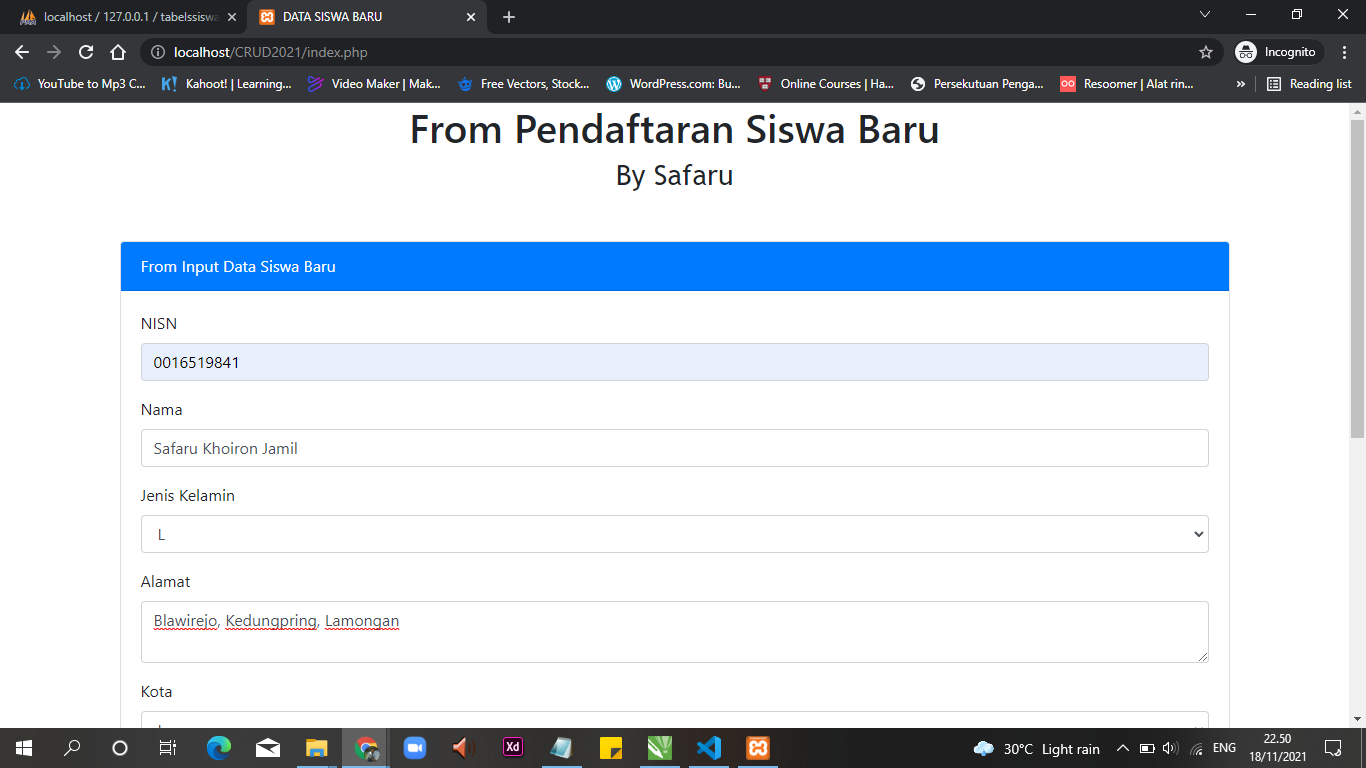 localhost / 127.0.0.1 / tabelssiswa
DATA SISWA BARU
localhost/CRUD2021/index.php
Incognito
YouTube to Mp3 C...
Kahoot! | Learning...
Video Maker | Mak...
Free Vectors, Stock...
WordPress.com: Bu...
Online Courses | Ha...
Persekutuan Penga...
Resoomer | Alat rin...
»
Reading list
From Pendaftaran Siswa Baru
By Safaru
From Input Data Siswa Baru
NISN
0016519841
Nama
Safaru Khoiron Jamil
Jenis Kelamin
L
Alamat
Blawirejo, Kedungpring, Lamongan
Kota
30°C Light rain
ENG
22.50
18/11/2021